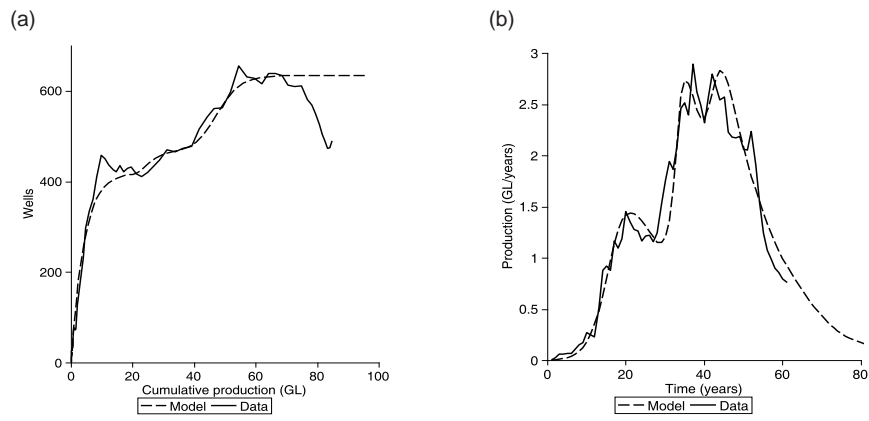 (a)
Wells
600
400
200
0
0 20 40 60 80 100
Cumulative production (GL)
Model Data
(b)
Production (GL/years)
3
2.5
2
1.5
1
0.5
0
0 20 40 60 80
Time (years)
Model Data